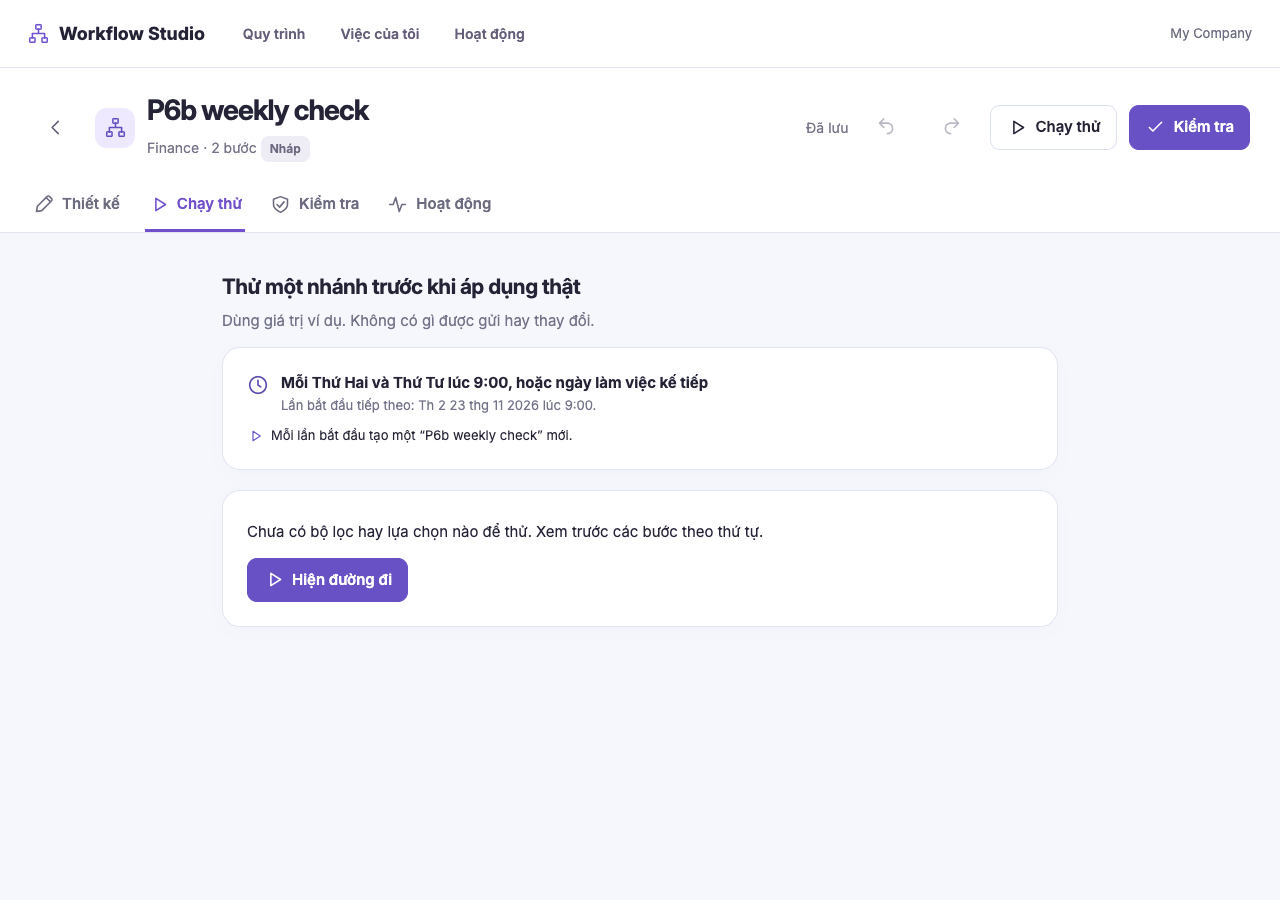 Workflow Studio
Quy trình
Việc của tôi
Hoạt động
My Company
P6b weekly check
Finance · 2 bước
Nháp
Đã lưu
Chạy thử
Kiểm tra
Thiết kế
Chạy thử
Kiểm tra
Hoạt động
Thử một nhánh trước khi áp dụng thật
Dùng giá trị ví dụ. Không có gì được gửi hay thay đổi.
Mỗi Thứ Hai và Thứ Tư lúc 9:00, hoặc ngày làm việc kế tiếp
Lần bắt đầu tiếp theo: Th 2 23 thg 11 2026 lúc 9:00.
Mỗi lần bắt đầu tạo một “P6b weekly check” mới.
Chưa có bộ lọc hay lựa chọn nào để thử. Xem trước các bước theo thứ tự.
Hiện đường đi